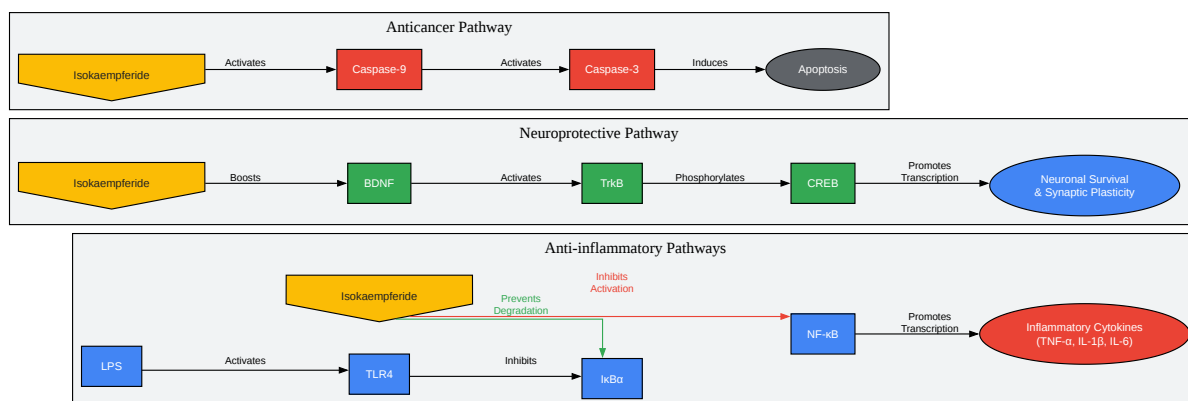 Anticancer Pathway
Isokaempferide
Activates
Caspase-9
Activates
Caspase-3
Induces
Apoptosis
Neuroprotective Pathway
Isokaempferide
Boosts
BDNF
Activates
TrkB
Phosphorylates
CREB
Promotes
Transcription
Neuronal Survival
& Synaptic Plasticity
Anti-inflammatory Pathways
Isokaempferide
Inhibits
Activation
Prevents
Degradation
NF-κB
Promotes
Transcription
Inflammatory Cytokines
(TNF-α, IL-1β, IL-6)
LPS
Activates
TLR4
Inhibits
IκBα